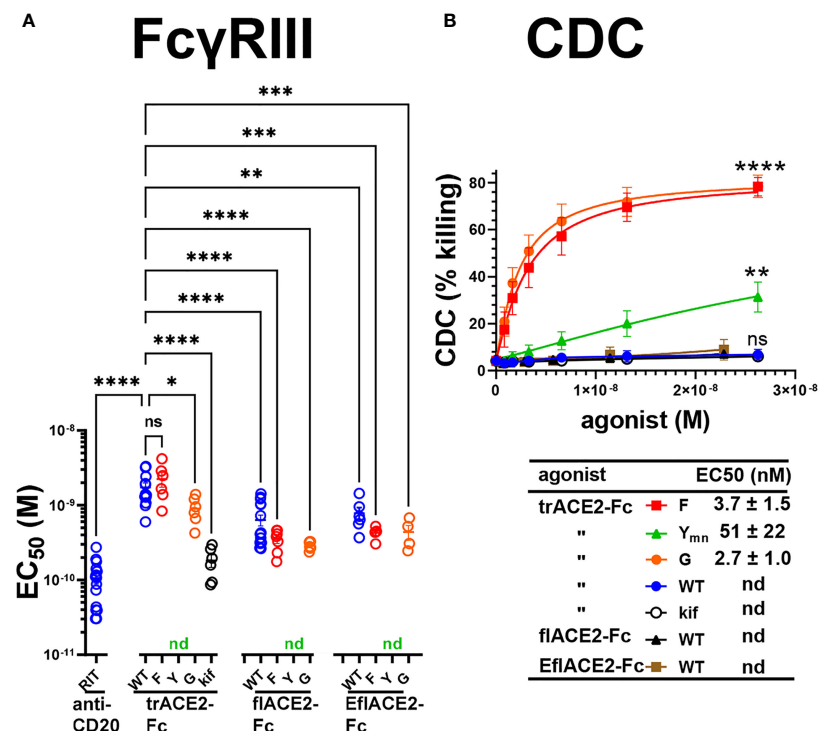 A
FcγRIII
***
***
**
****
****
****
****
****
*
ns
EC50 (M)
10-8
10-9
10-10
10-11
nd
nd
nd
RIT
WT
F
Y
G
kif
WT
F
Y
G
WT
F
Y
G
anti-
CD20
trACE2-
Fc
flACE2-
Fc
EflACE2-
Fc
B
CDC
CDC (% killing)
80
60
40
20
0
****
**
ns
0
1×10-8
2×10-8
3×10-8
agonist (M)
agonist EC50 (nM)
trACE2-Fc F 3.7 ± 1.5
" Ymn 51 ± 22
" G 2.7 ± 1.0
" WT nd
" kif nd
flACE2-Fc WT nd
EflACE2-Fc WT nd